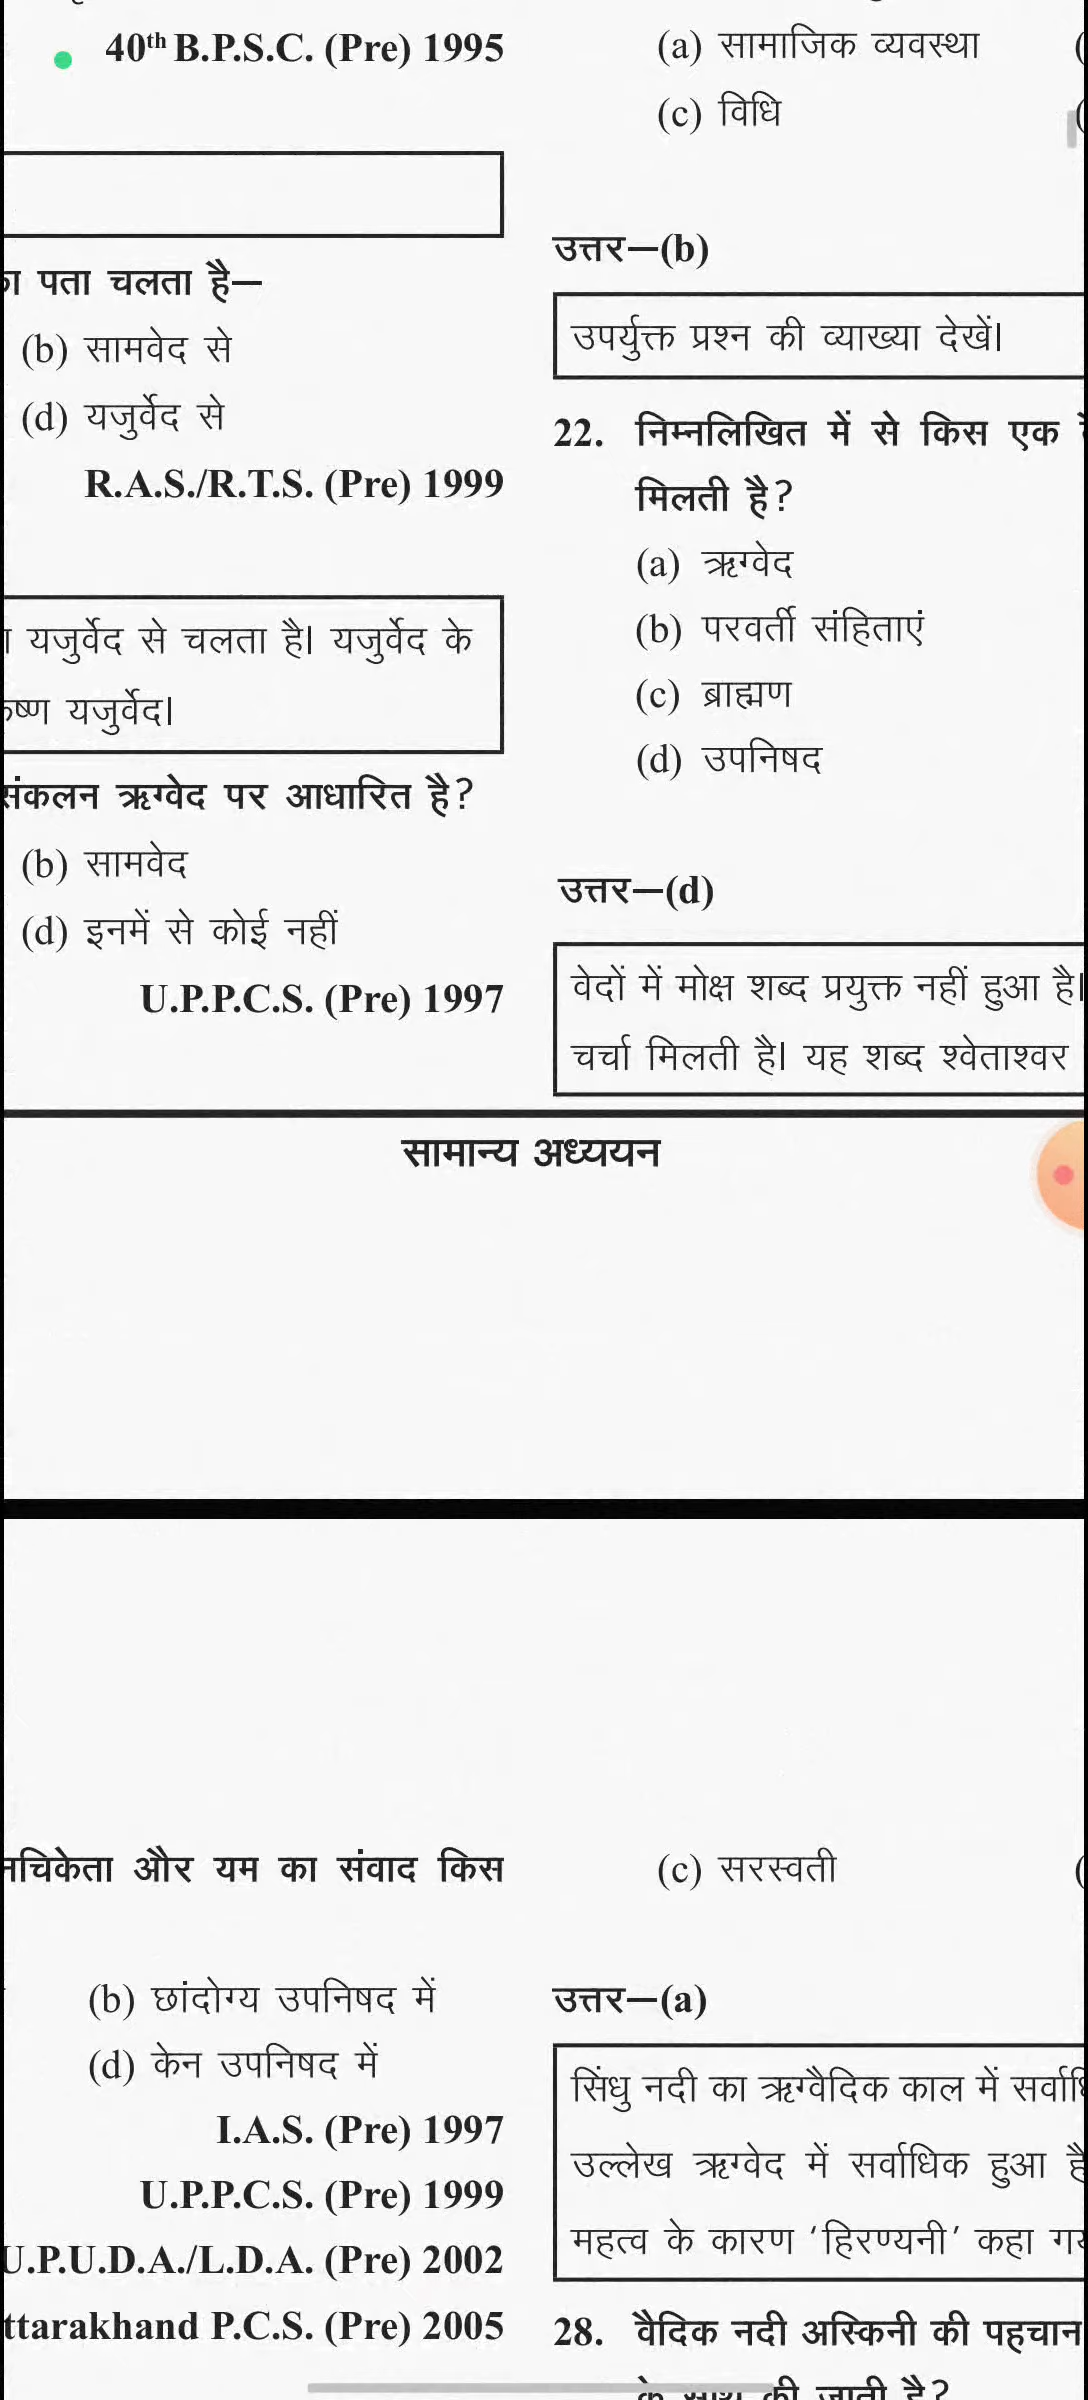 40th B.P.S.C. (Pre) 1995
पता चलता है—
(b) सामवेद से
(d) यजुर्वेद से
R.A.S./R.T.S. (Pre) 1999
यजुर्वेद से चलता है। यजुर्वेद के
यजुर्वेद।
संकलन ऋग्वेद पर आधारित है?
(b) सामवेद
(d) इनमें से कोई नहीं
U.P.P.C.S. (Pre) 1997
(a) सामाजिक व्यवस्था
(c) विधि
उत्तर—(b)
उपर्युक्त प्रश्न की व्याख्या देखें।
22. निम्नलिखित में से किस एक
मिलती है?
(a) ऋग्वेद
(b) परवर्ती संहिताएं
(c) ब्राह्मण
(d) उपनिषद
उत्तर—(d)
वेदों में मोक्ष शब्द प्रयुक्त नहीं हुआ है।
चर्चा मिलती है। यह शब्द श्वेताश्वर
सामान्य अध्ययन
नचिकेता और यम का संवाद किस
(b) छांदोग्य उपनिषद में
(d) केन उपनिषद में
I.A.S. (Pre) 1997
U.P.P.C.S. (Pre) 1999
U.P.U.D.A./L.D.A. (Pre) 2002
ttarakhand P.C.S. (Pre) 2005
(c) सरस्वती
उत्तर—(a)
सिंधु नदी का ऋग्वैदिक काल में
उल्लेख ऋग्वेद में सर्वाधिक हुआ है
महत्व के कारण ‘हिरण्यनी’ कहा
28. वैदिक नदी अस्किनी की पहचान
के साथ की जाती है?